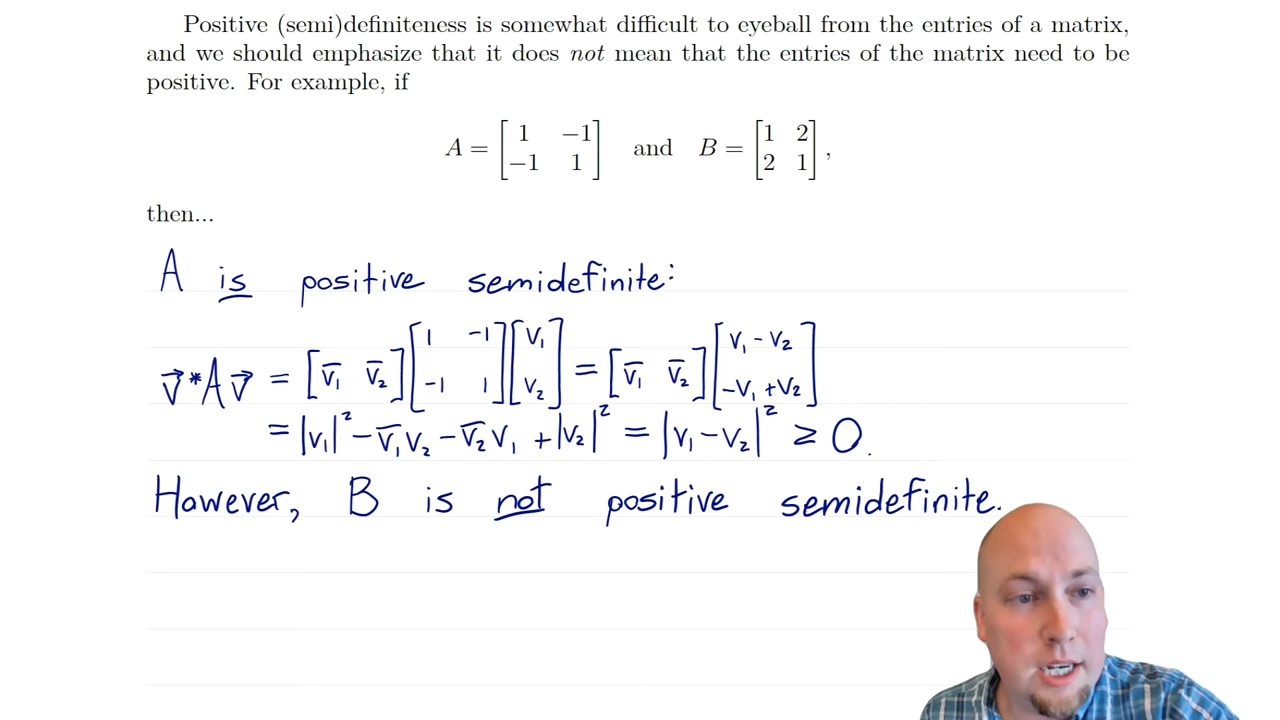 Positive (semi)definiteness is somewhat difficult to eyeball from the entries of a matrix,
and we should emphasize that it does not mean that the entries of the matrix need to be
positive. For example, if
A = [1 −1; −1 1] and B = [1 2; 2 1],
then...
A is positive semidefinite:
v⃗*Av⃗ = [v̅₁ v̅₂][1 -1; -1 1][v₁; v₂] = [v̅₁ v̅₂][v₁ - v₂; -v₁ + v₂]
= |v₁|² - v̅₁v₂ - v̅₂v₁ + |v₂|² = |v₁ - v₂|² ≥ 0.
However, B is not positive semidefinite.